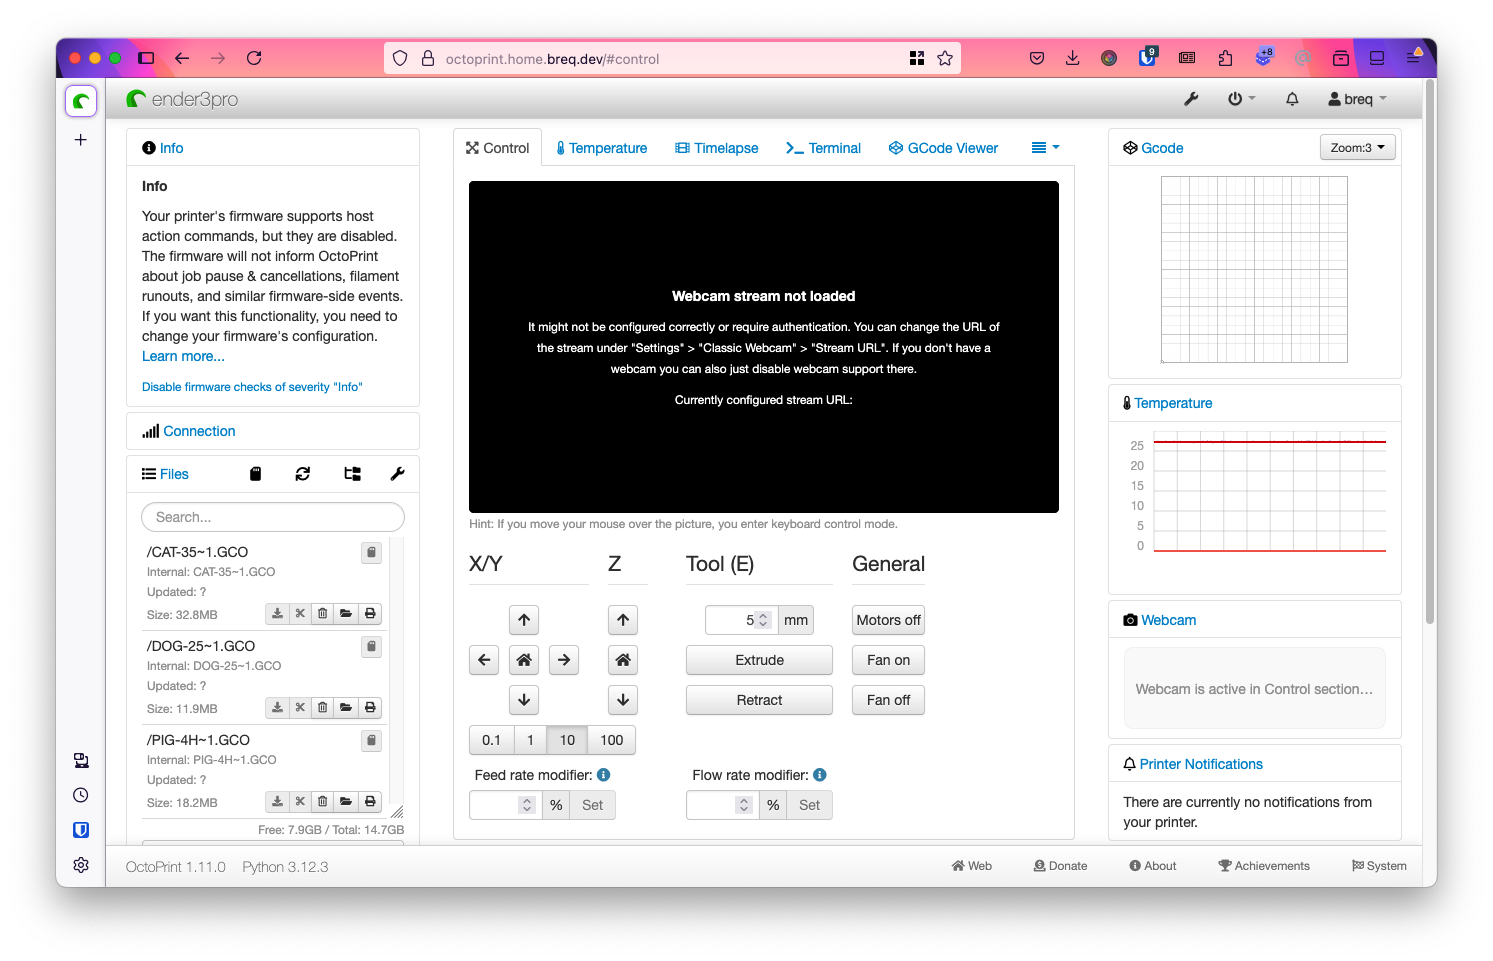 octoprint.home.breq.dev/#control
9
+8
ender3pro
breq
Info
Info
Your printer's firmware supports host
action commands, but they are disabled.
The firmware will not inform OctoPrint
about job pause & cancellations, filament
runouts, and similar firmware-side events.
If you want this functionality, you need to
change your firmware's configuration.
Learn more...
Disable firmware checks of severity "Info"
Connection
Files
Search...
/CAT-35~1.GCO
Internal: CAT-35~1.GCO
Updated: ?
Size: 32.8MB
/DOG-25~1.GCO
Internal: DOG-25~1.GCO
Updated: ?
Size: 11.9MB
/PIG-4H~1.GCO
Internal: PIG-4H~1.GCO
Updated: ?
Size: 18.2MB
Free: 7.9GB / Total: 14.7GB
Control
Temperature
Timelapse
Terminal
GCode Viewer
Webcam stream not loaded
It might not be configured correctly or require authentication. You can change the URL of
the stream under "Settings" > "Classic Webcam" > "Stream URL". If you don't have a
webcam you can also just disable webcam support there.
Currently configured stream URL:
Hint: If you move your mouse over the picture, you enter keyboard control mode.
X/Y
Z
Tool (E)
General
5
mm
Motors off
Extrude
Fan on
Retract
Fan off
0.1
1
10
100
Feed rate modifier:
Flow rate modifier:
%
Set
%
Set
Gcode
Zoom:3
Temperature
25
20
15
10
5
0
Webcam
Webcam is active in Control section...
Printer Notifications
There are currently no notifications from
your printer.
OctoPrint 1.11.0
Python 3.12.3
Web
Donate
About
Achievements
System